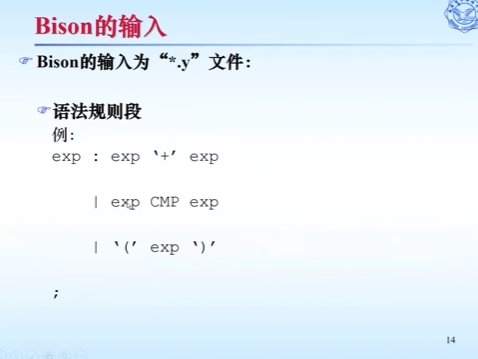 Bison的输入
Bison的输入为“*.y”文件：
语法规则段
例：
exp : exp ‘+’ exp
| exp CMP exp
| ‘(’ exp ‘)’
;
14